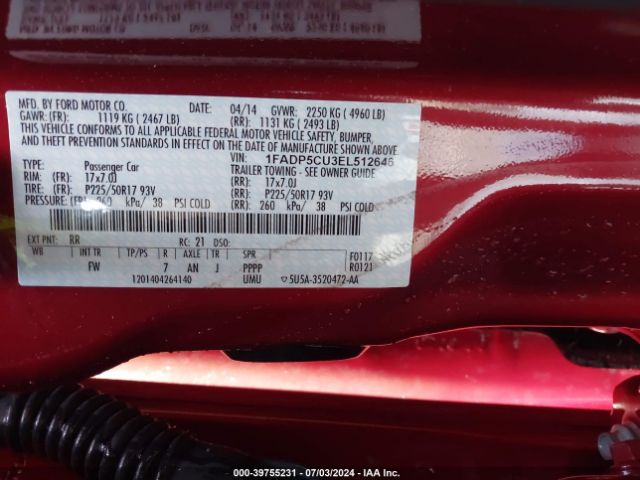 MFD. BY FORD MOTOR CO. DATE: 04/14 GVWR: 2250 KG ( 4960 LB)
GAWR: (FR): 1119 KG ( 2467 LB) (RR): 1131 KG ( 2493 LB)
THIS VEHICLE CONFORMS TO ALL APPLICABLE FEDERAL MOTOR VEHICLE SAFETY, BUMPER,
AND THEFT PREVENTION STANDARDS IN EFFECT ON THE DATE OF MANUFACTURE SHOWN ABOVE.
VIN: 1FADP5CU3EL512646
TYPE: Passenger Car TRAILER TOWING - SEE OWNER GUIDE
RIM: (FR): 17x7.0J (RR): 17x7.0J
TIRE: (FR): P225/50R17 93V (RR): P225/50R17 93V
PRESSURE: (FR): 260 kPa/ 38 PSI COLD (RR): 260 kPa/ 38 PSI COLD
EXT PNT: RR RC: 21 DSO:
WB INT TR TP/PS R AXLE TR SPR F0117
FW 7 AN J PPPP R0121
1201404264140 UMU 5U5A-3520472-AA
000-39755231 - 07/03/2024 - IAA Inc.